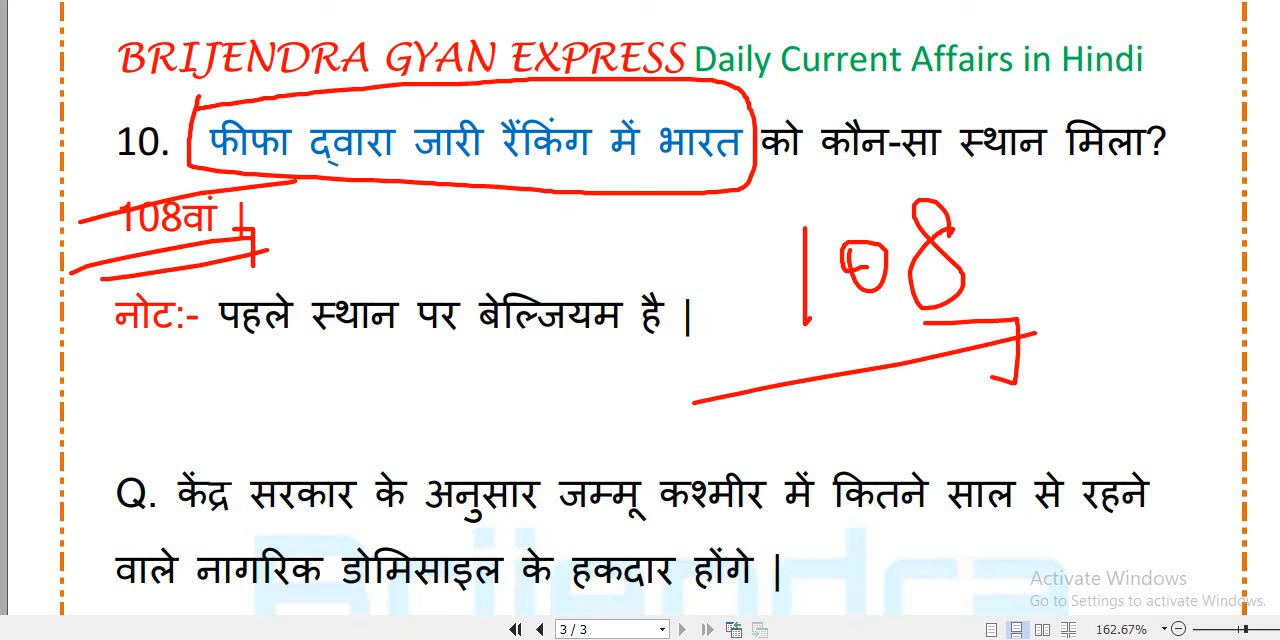 BRIJENDRA GYAN EXPRESS Daily Current Affairs in Hindi
10. फीफा द्वारा जारी रैंकिंग में भारत को कौन-सा स्थान मिला?
108वां |
108
नोट:- पहले स्थान पर बेल्जियम है |
Q. केंद्र सरकार के अनुसार जम्मू कश्मीर में कितने साल से रहने
वाले नागरिक डोमिसाइल के हकदार होंगे |
Brijendra
Activate Windows
Go to Settings to activate Windows.
3 / 3
162.67%